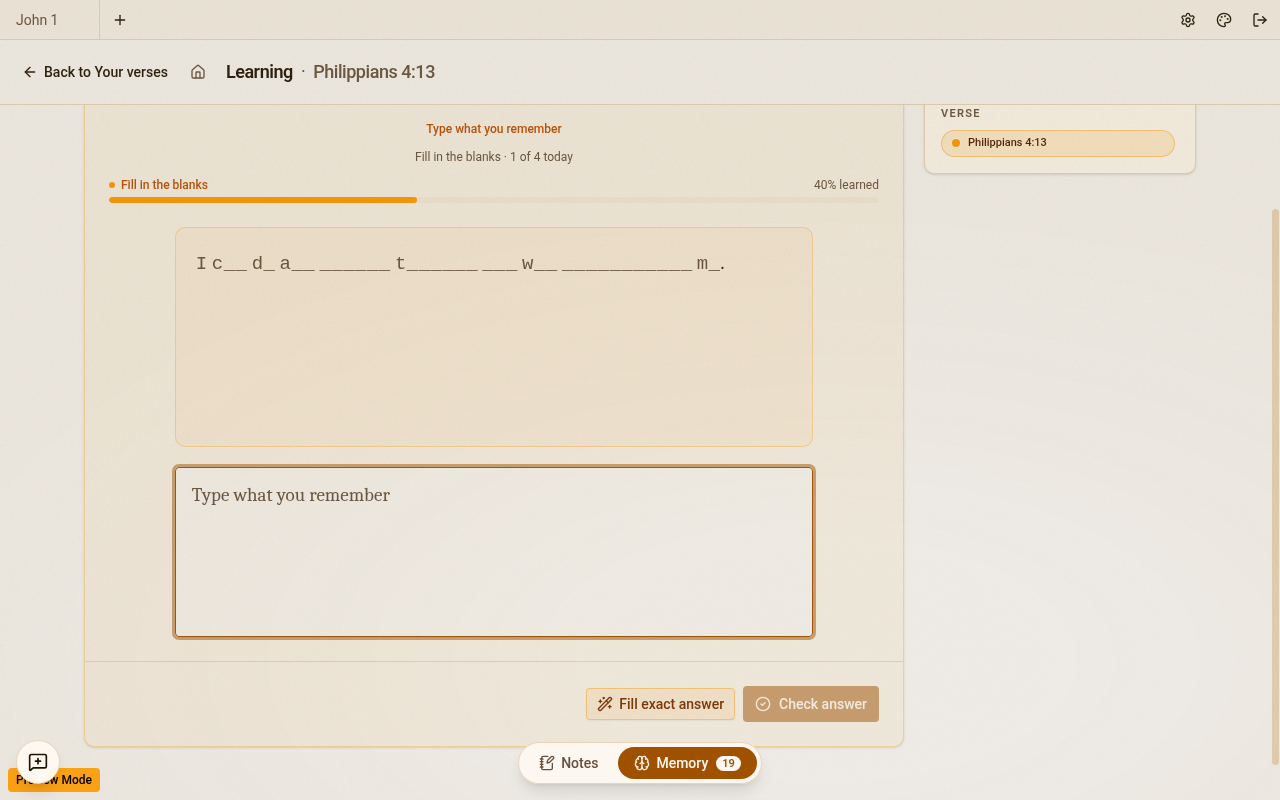 John 1
Back to Your verses
Learning · Philippians 4:13
Type what you remember
Fill in the blanks · 1 of 4 today
Fill in the blanks
40% learned
I c__ d_ a__ ______ t______ ___ w__ ___________ m_.
Type what you remember
Fill exact answer
Check answer
VERSE
Philippians 4:13
Notes
Memory 19